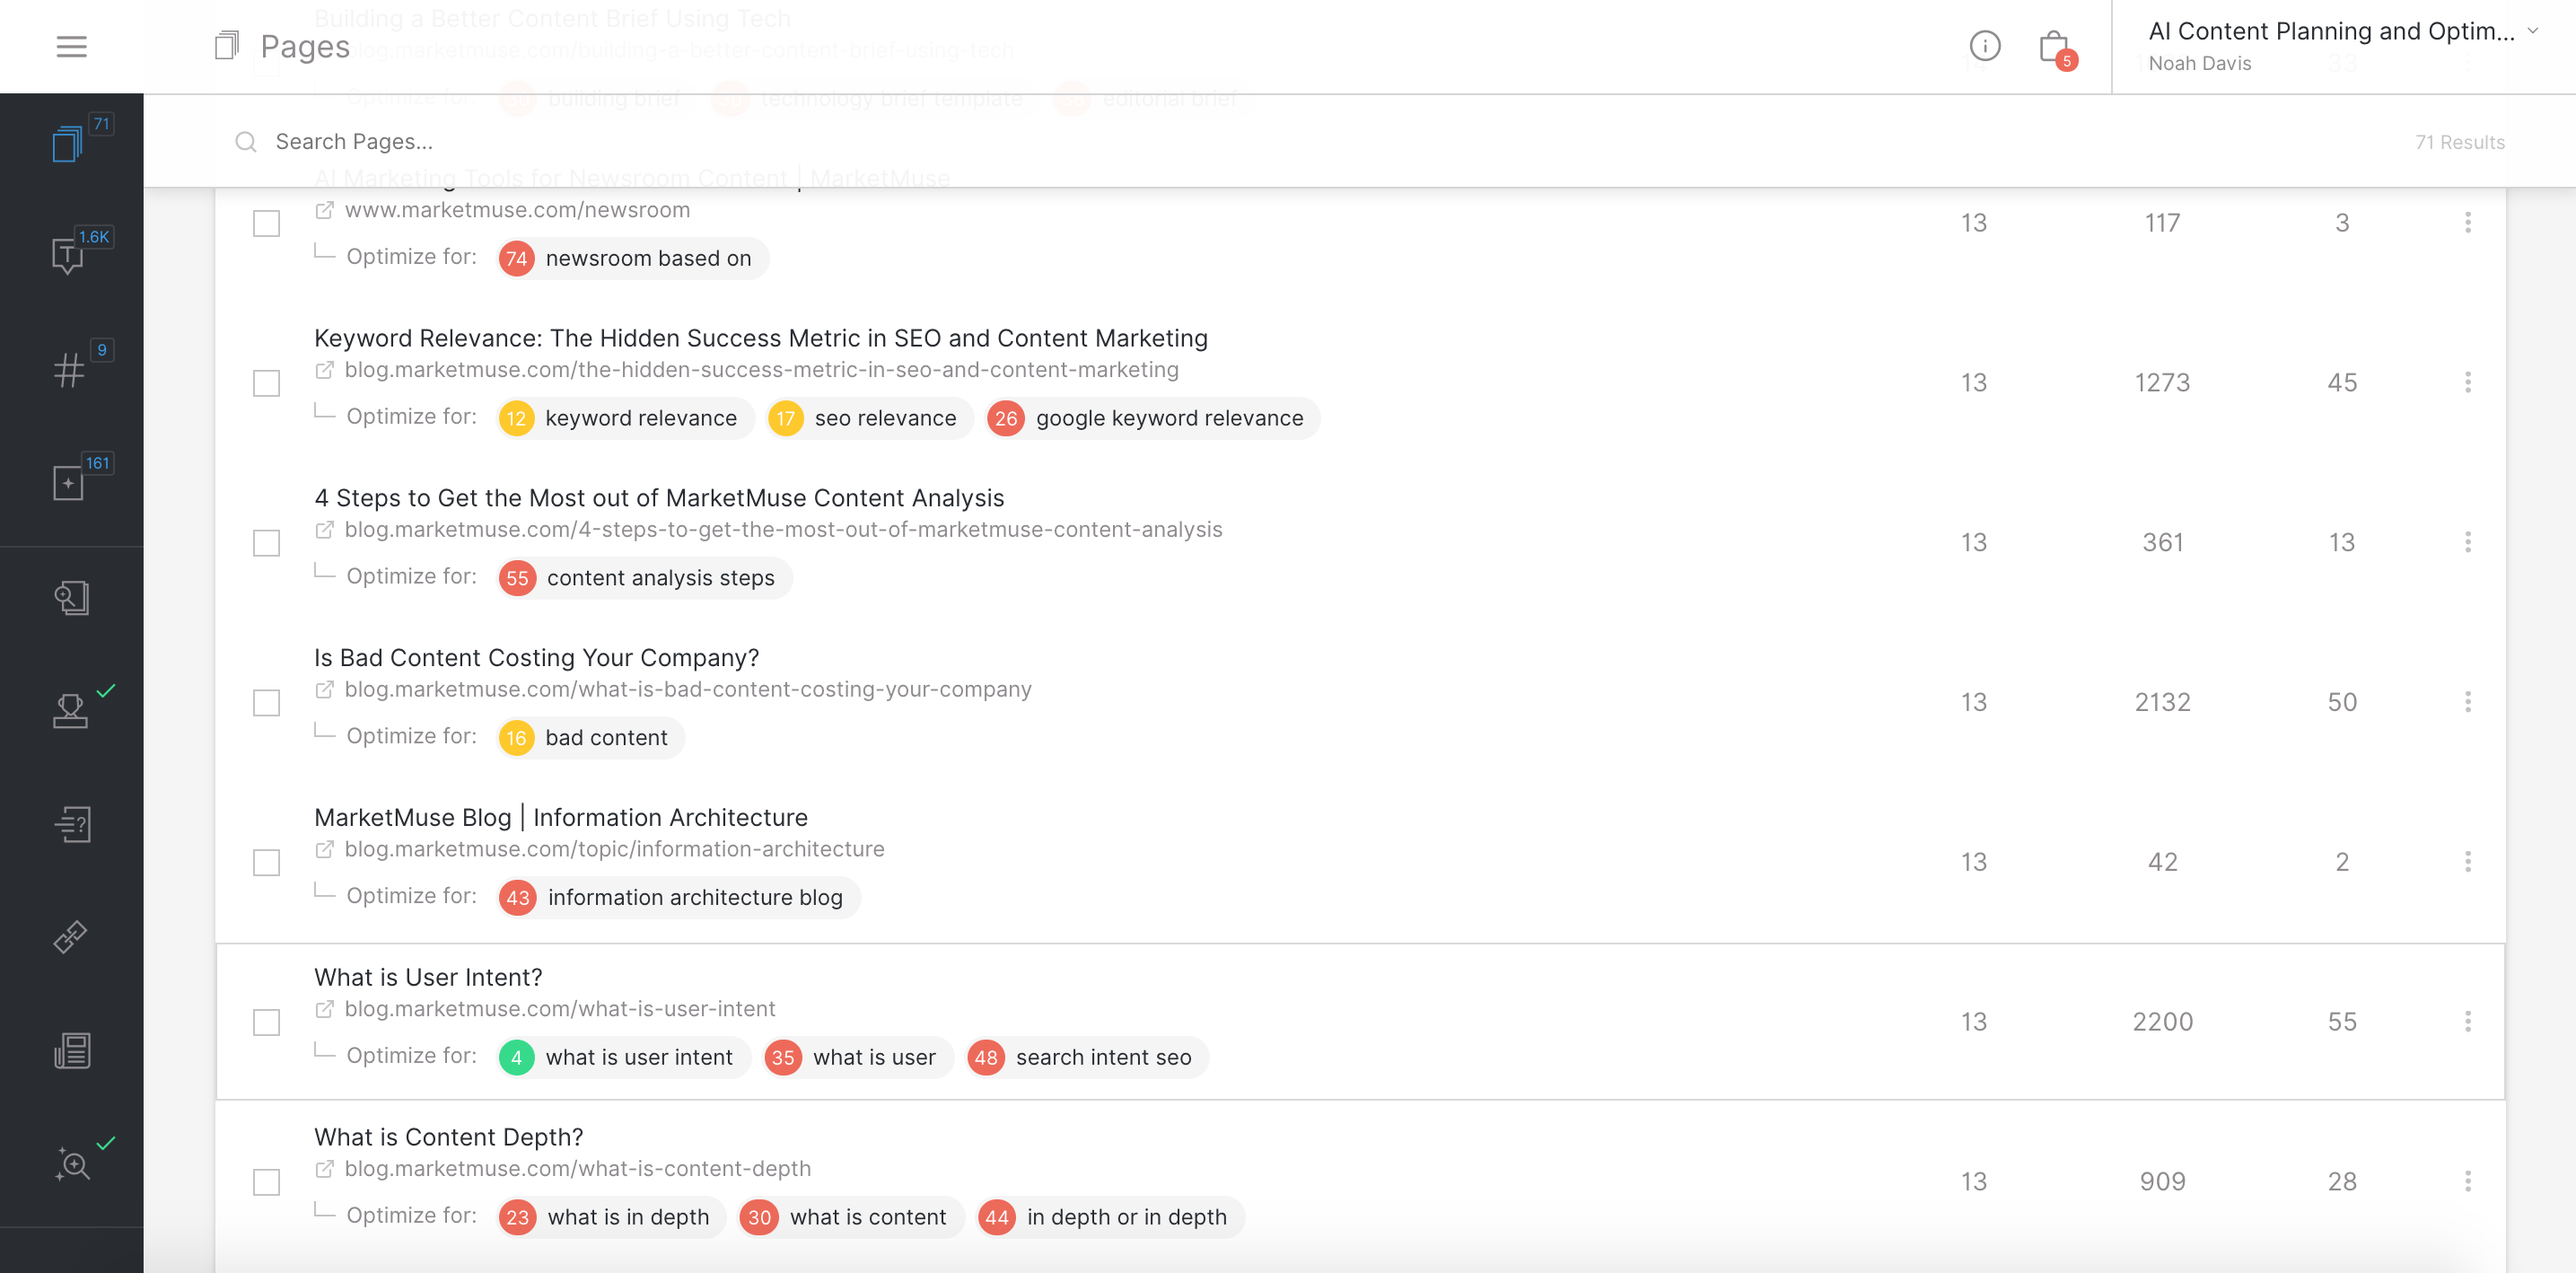 Building a Better Content Brief Using Tech
Pages
blog.marketmuse.com/building-a-better-content-brief-using-tech
AI Content Planning and Optim...
Noah Davis
5
33
Optimize for:
building brief
technology brief template
editorial brief
Search Pages...
71 Results
71
1.6K
9
161
AI Marketing Tools for Newsroom Content | MarketMuse
www.marketmuse.com/newsroom
13 117 3
Optimize for: 74 newsroom based on
Keyword Relevance: The Hidden Success Metric in SEO and Content Marketing
blog.marketmuse.com/the-hidden-success-metric-in-seo-and-content-marketing
13 1273 45
Optimize for: 12 keyword relevance 17 seo relevance 26 google keyword relevance
4 Steps to Get the Most out of MarketMuse Content Analysis
blog.marketmuse.com/4-steps-to-get-the-most-out-of-marketmuse-content-analysis
13 361 13
Optimize for: 55 content analysis steps
Is Bad Content Costing Your Company?
blog.marketmuse.com/what-is-bad-content-costing-your-company
13 2132 50
Optimize for: 16 bad content
MarketMuse Blog | Information Architecture
blog.marketmuse.com/topic/information-architecture
13 42 2
Optimize for: 43 information architecture blog
What is User Intent?
blog.marketmuse.com/what-is-user-intent
13 2200 55
Optimize for: 4 what is user intent 35 what is user 48 search intent seo
What is Content Depth?
blog.marketmuse.com/what-is-content-depth
13 909 28
Optimize for: 23 what is in depth 30 what is content 44 in depth or in depth